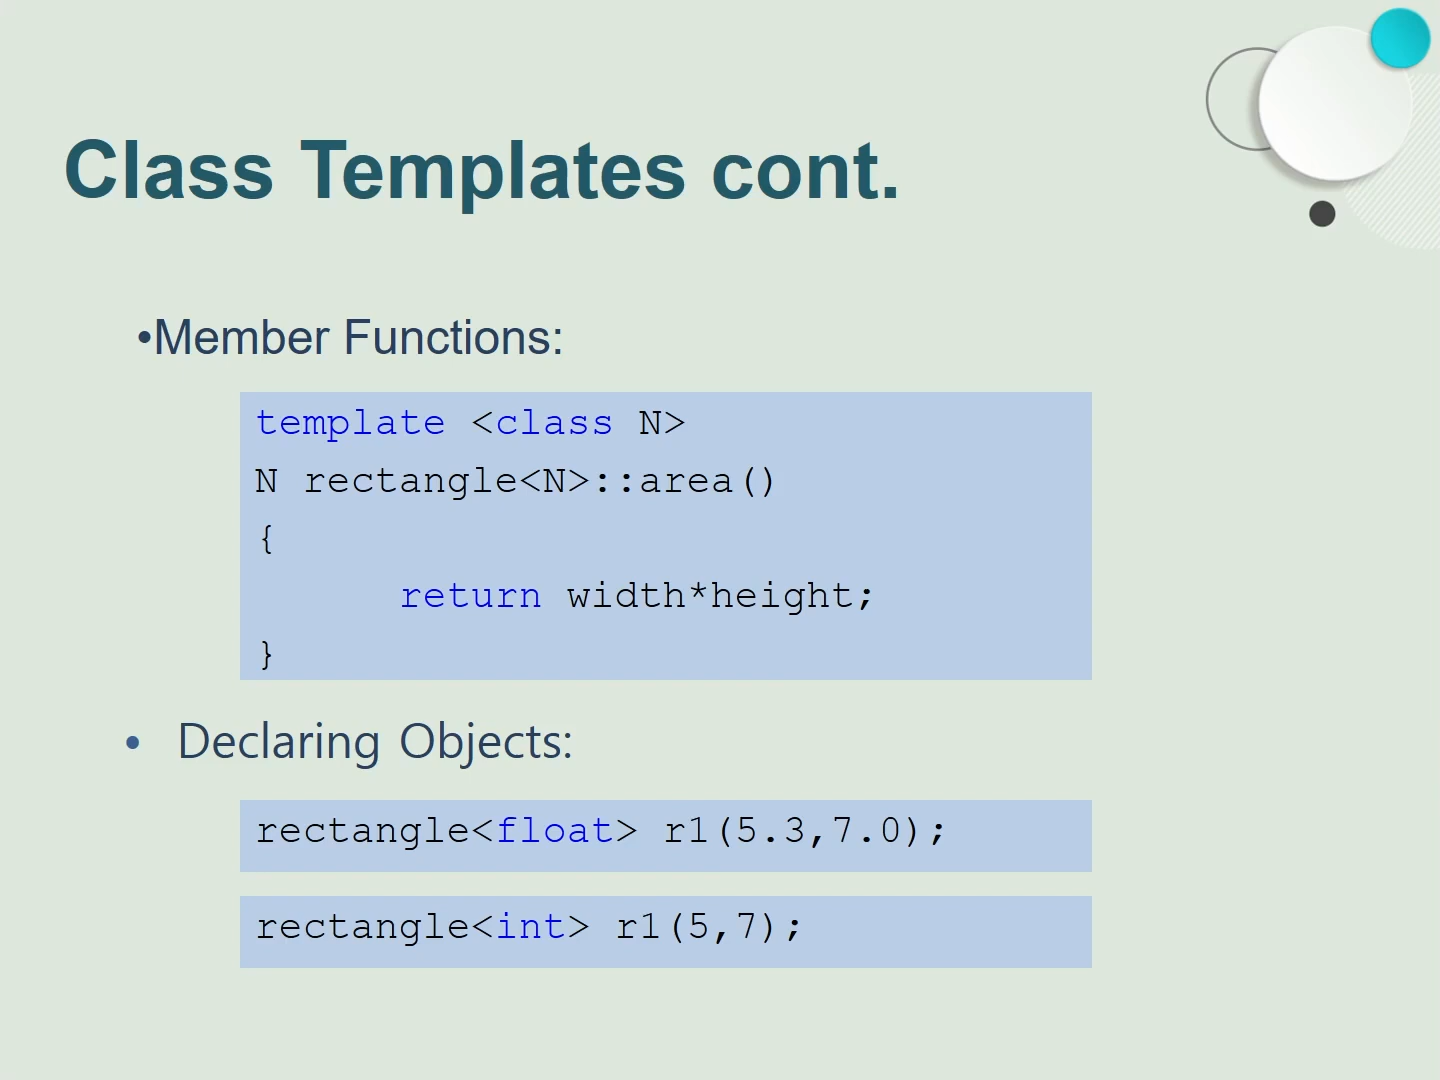 Class Templates cont.
•Member Functions:
template <class N>
N rectangle<N>::area()
{
return width*height;
}
• Declaring Objects:
rectangle<float> r1(5.3,7.0);
rectangle<int> r1(5,7);